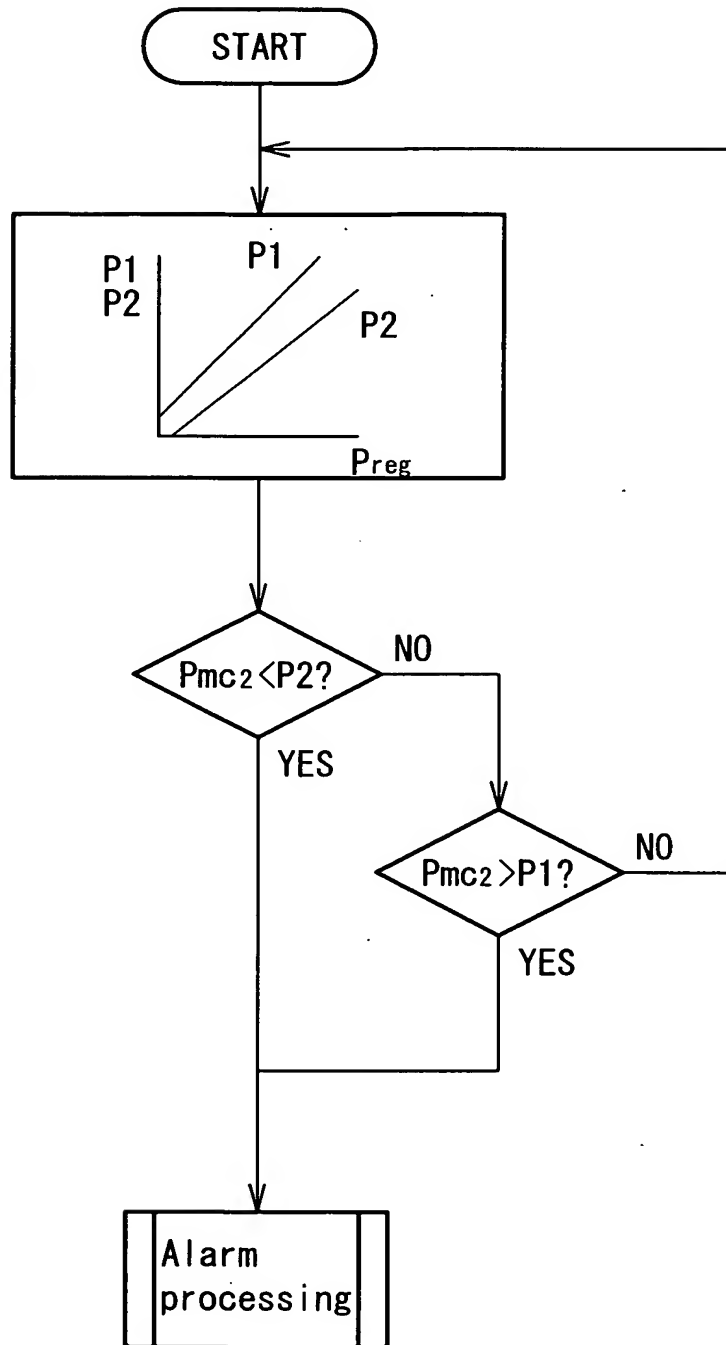 START
P1
P1
P2
P2
Preg
Pmc2<P2?
NO
YES
Pmc2>P1?
NO
YES
Alarm
processing